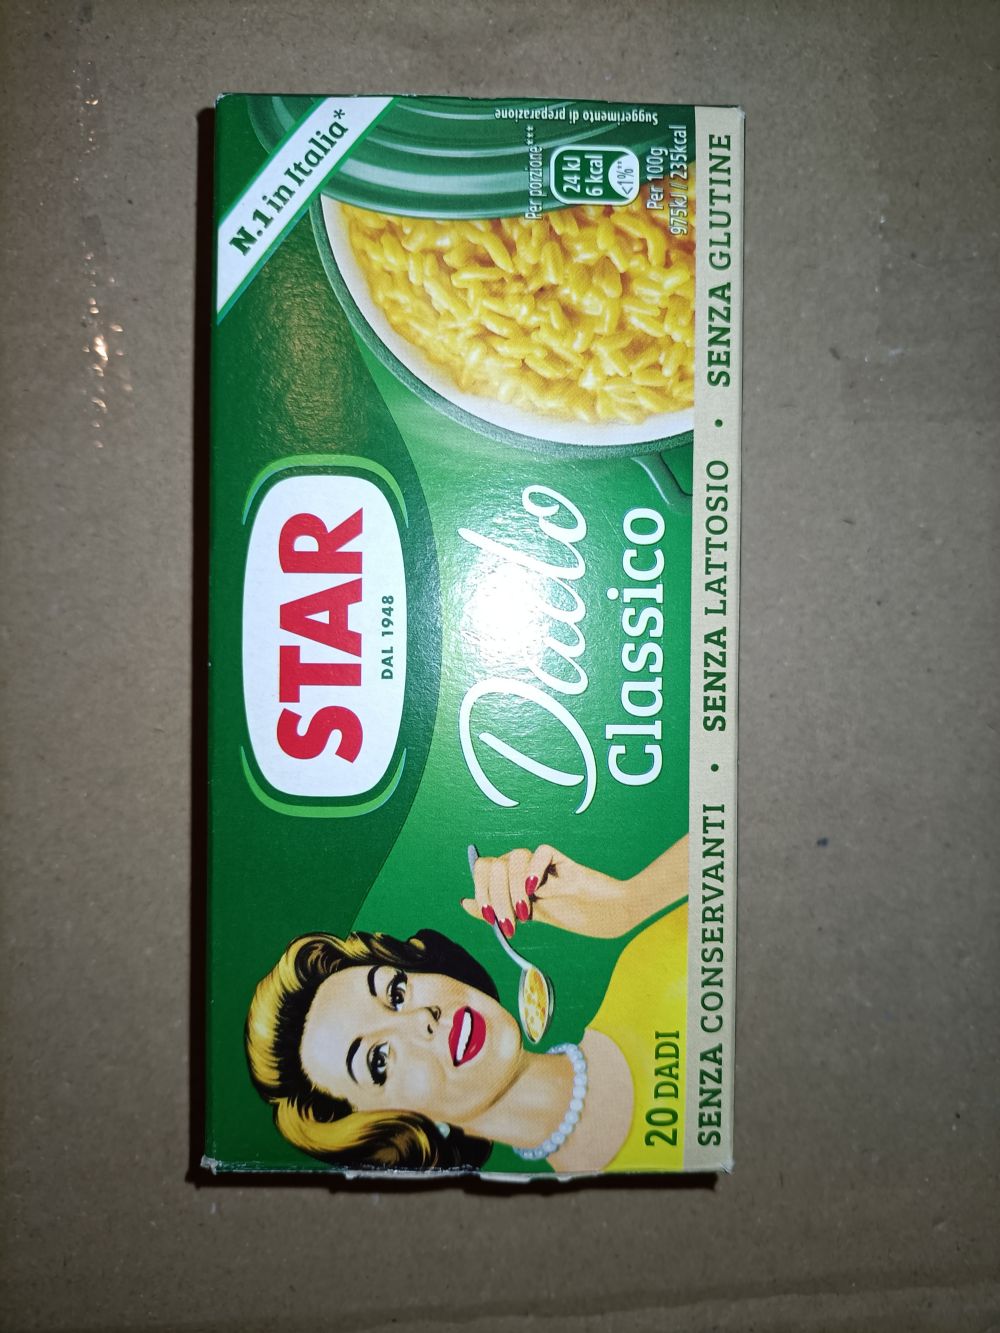 N.1 in Italia*
STAR
DAL 1948
Dado
Classico
Suggerimento di preparazione
Per porzione***
24 kJ
6 kcal
<1%**
Per 100g
975kJ / 235kcal
20 DADI
SENZA CONSERVANTI • SENZA LATTOSIO • SENZA GLUTINE